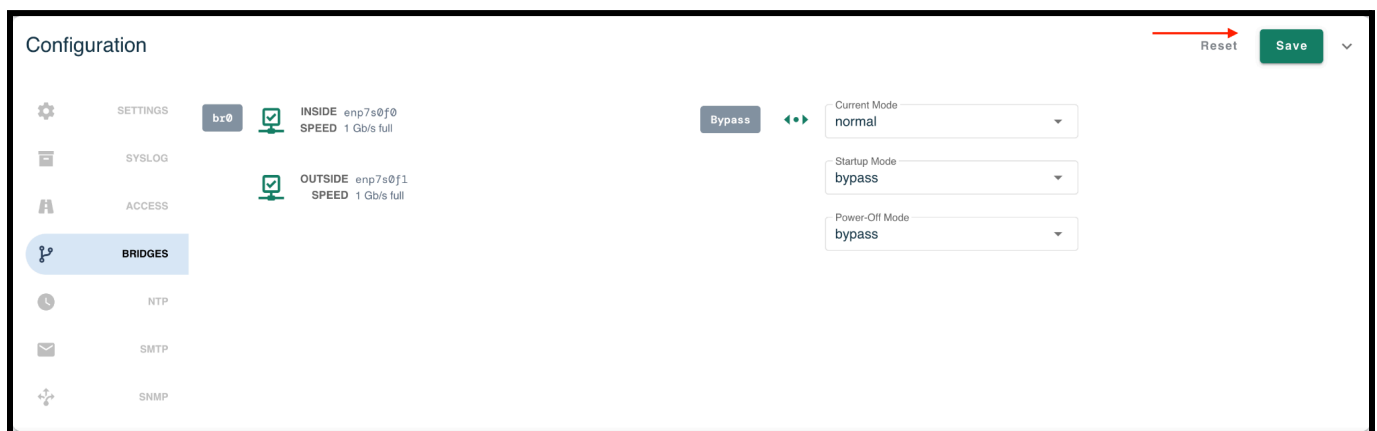 Configuration
Reset
Save
SETTINGS
SYSLOG
ACCESS
BRIDGES
NTP
SMTP
SNMP
br0
INSIDE enp7s0f0
SPEED 1 Gb/s full
OUTSIDE enp7s0f1
SPEED 1 Gb/s full
Bypass
Current Mode
normal
Startup Mode
bypass
Power-Off Mode
bypass